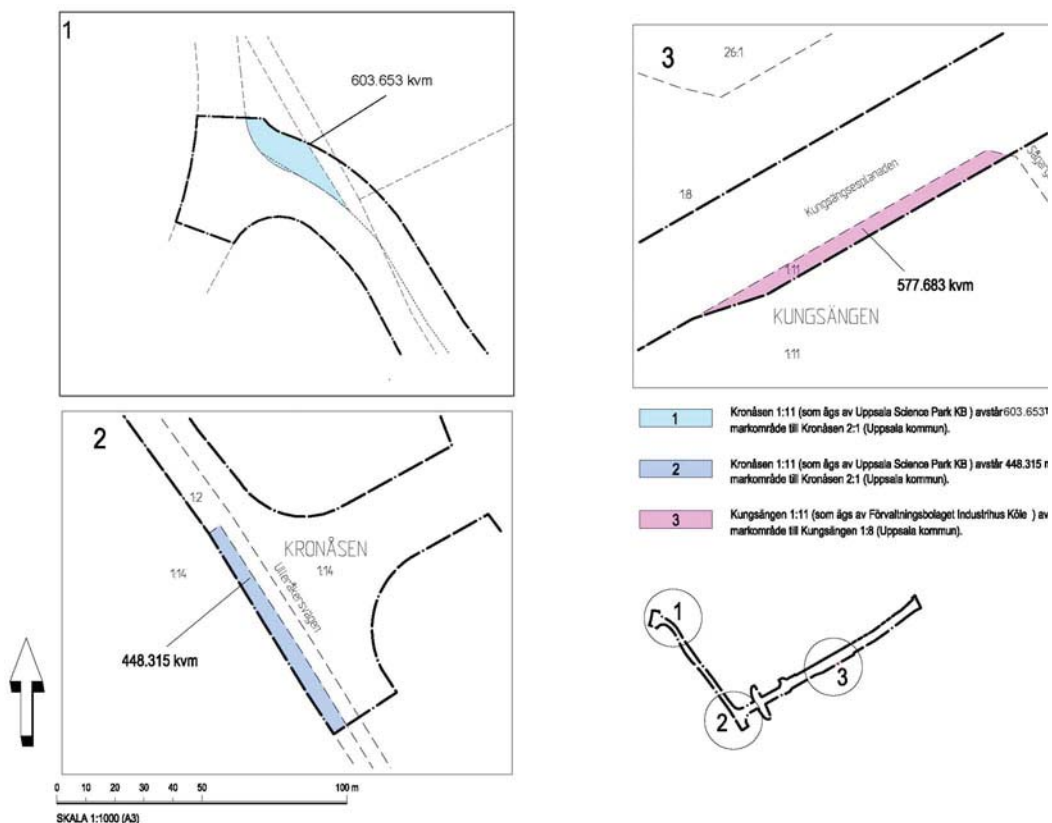 1
603.653 kvm
3
26:1
1:8
Kungsängsesplanaden
1:11
577.683 kvm
KUNGSÄNGEN
1:11
2
1:2
KRONÅSEN
1:14
1:14
Ulleråkersvägen
448.315 kvm
1
Kronåsen 1:11 (som ägs av Uppsala Science Park KB ) avstår 603.653
markområde till Kronåsen 2:1 (Uppsala kommun).
2
Kronåsen 1:11 (som ägs av Uppsala Science Park KB ) avstår 448.315 m
markområde till Kronåsen 2:1 (Uppsala kommun).
3
Kungsängen 1:11 (som ägs av Förvaltningsbolaget Industrihus Köle ) av
markområde till Kungsängen 1:8 (Uppsala kommun).
1
2
3
0 10 20 30 40 50 100 m
SKALA 1:1000 (A3)